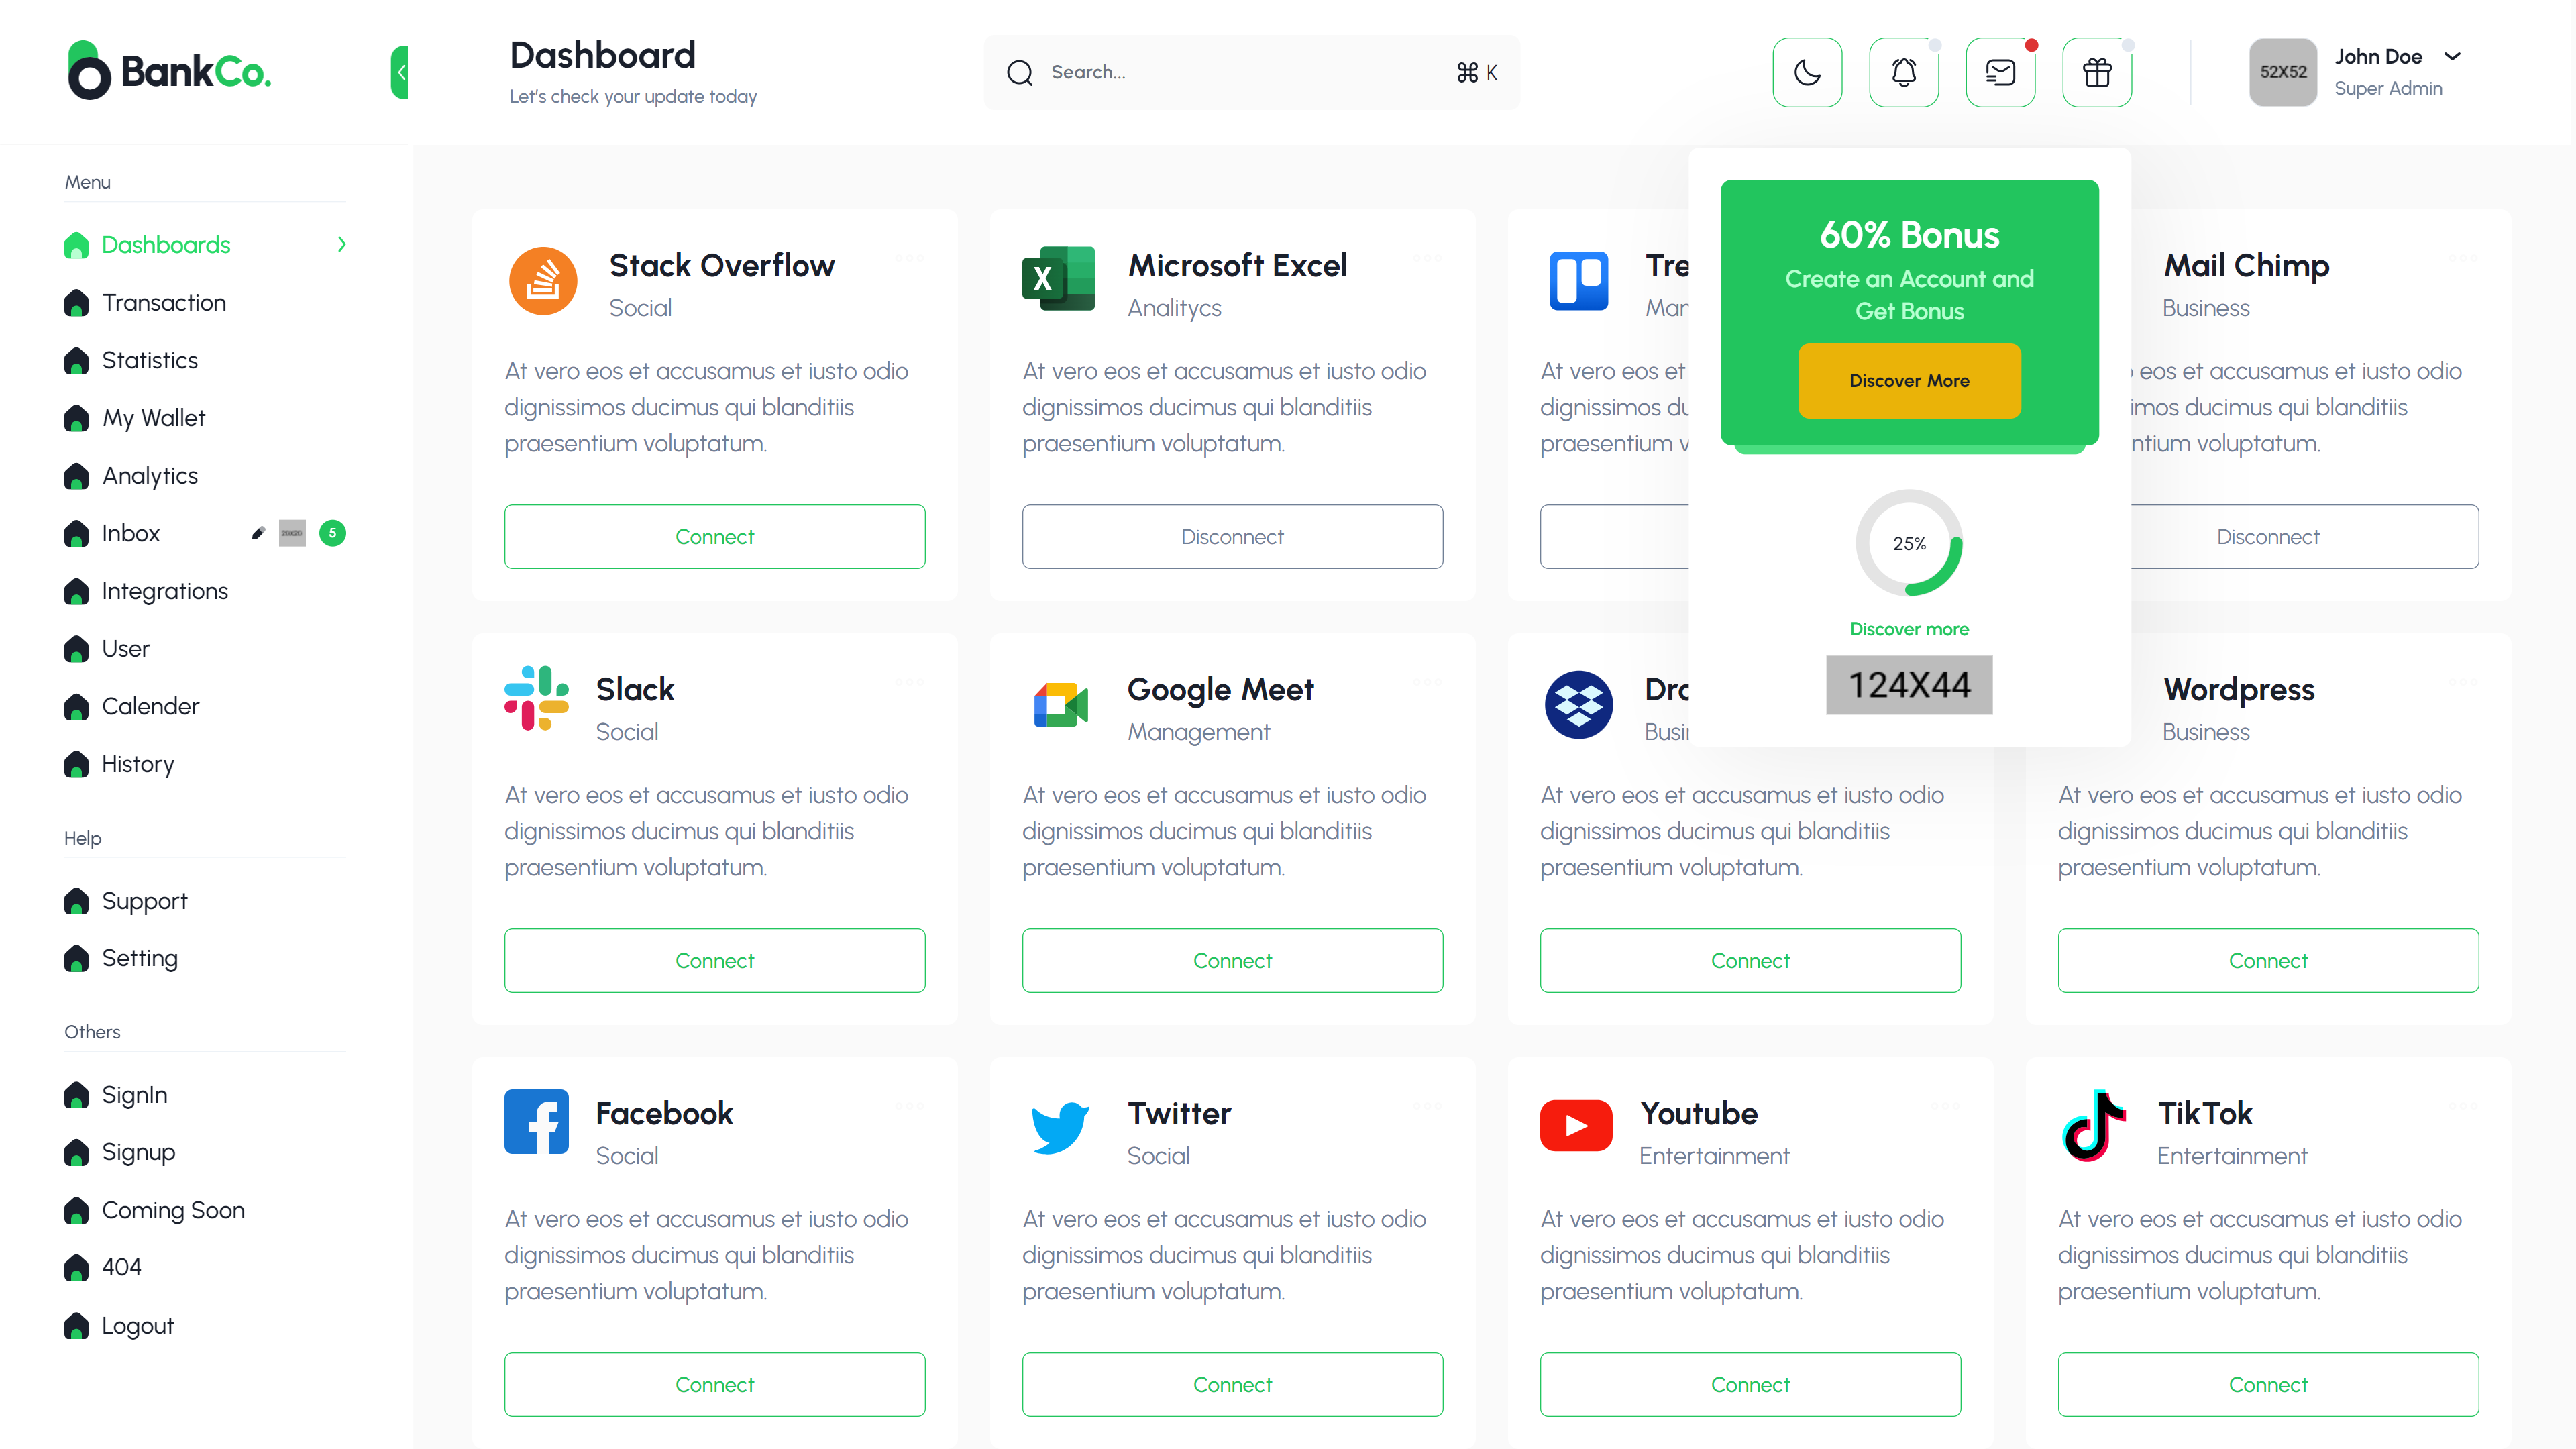 BankCo.
Dashboard
Let's check your update today
Search...
⌘ K
52X52
John Doe
Super Admin
Menu
Dashboards
Transaction
Statistics
My Wallet
Analytics
Inbox
5
Integrations
User
Calender
History
Help
Support
Setting
Others
SignIn
Signup
Coming Soon
404
Logout
Stack Overflow
Social
At vero eos et accusamus et iusto odio
dignissimos ducimus qui blanditiis
praesentium voluptatum.
Connect
Microsoft Excel
Analitycs
At vero eos et accusamus et iusto odio
dignissimos ducimus qui blanditiis
praesentium voluptatum.
Disconnect
Tre
Man
At vero eos et
dignissimos du
praesentium v
60% Bonus
Create an Account and
Get Bonus
Discover More
25%
Discover more
124X44
Mail Chimp
Business
eos et accusamus et iusto odio
imos ducimus qui blanditiis
ntium voluptatum.
Disconnect
Slack
Social
At vero eos et accusamus et iusto odio
dignissimos ducimus qui blanditiis
praesentium voluptatum.
Connect
Google Meet
Management
At vero eos et accusamus et iusto odio
dignissimos ducimus qui blanditiis
praesentium voluptatum.
Connect
Dro
Busin
At vero eos et accusamus et iusto odio
dignissimos ducimus qui blanditiis
praesentium voluptatum.
Connect
Wordpress
Business
At vero eos et accusamus et iusto odio
dignissimos ducimus qui blanditiis
praesentium voluptatum.
Connect
Facebook
Social
At vero eos et accusamus et iusto odio
dignissimos ducimus qui blanditiis
praesentium voluptatum.
Connect
Twitter
Social
At vero eos et accusamus et iusto odio
dignissimos ducimus qui blanditiis
praesentium voluptatum.
Connect
Youtube
Entertainment
At vero eos et accusamus et iusto odio
dignissimos ducimus qui blanditiis
praesentium voluptatum.
Connect
TikTok
Entertainment
At vero eos et accusamus et iusto odio
dignissimos ducimus qui blanditiis
praesentium voluptatum.
Connect